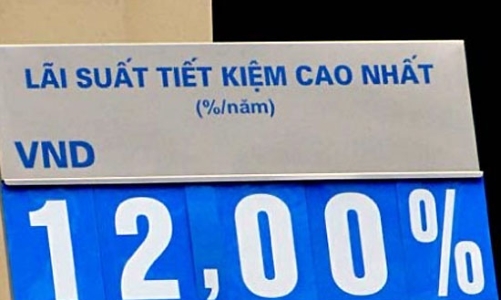 LÃI SUẤT TIẾT KIỆM CAO NHẤT
(%/năm)
VND
12,00%